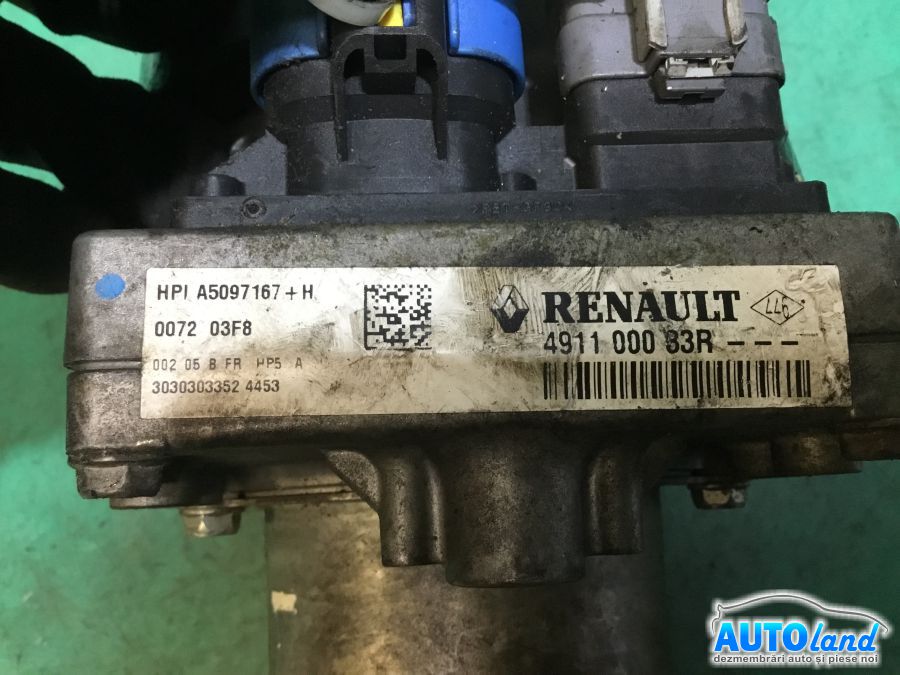 HPI A5097167+H
0072 03F8
002 05 B FR HP5 A
3030303352 4453
RENAULT
4911 000 83R ---
977
AUTOland
dezmembrări auto și piese noi